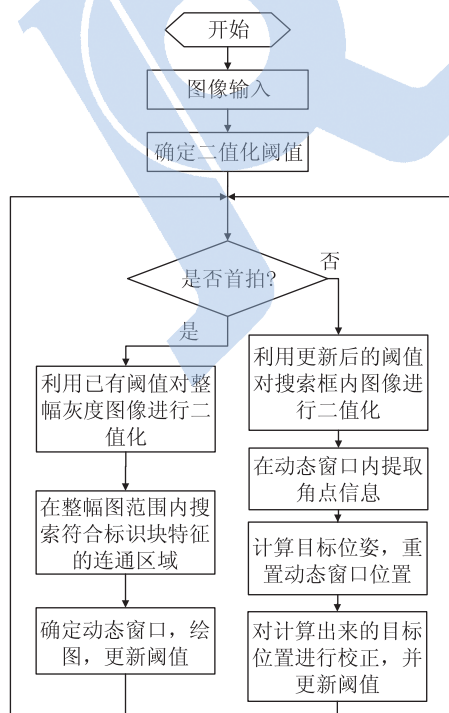 开始
图像输入
确定二值化阈值
是否首拍?
否
是
利用已有阈值对整
幅灰度图像进行二
值化
在整幅图范围内搜
索符合标识块特征
的连通区域
确定动态窗口，绘
图，更新阈值
利用更新后的阈值
对搜索框内图像进
行二值化
在动态窗口内提取
角点信息
计算目标位姿，重
置动态窗口位置
对计算出来的目标
位置进行校正，并
更新阈值